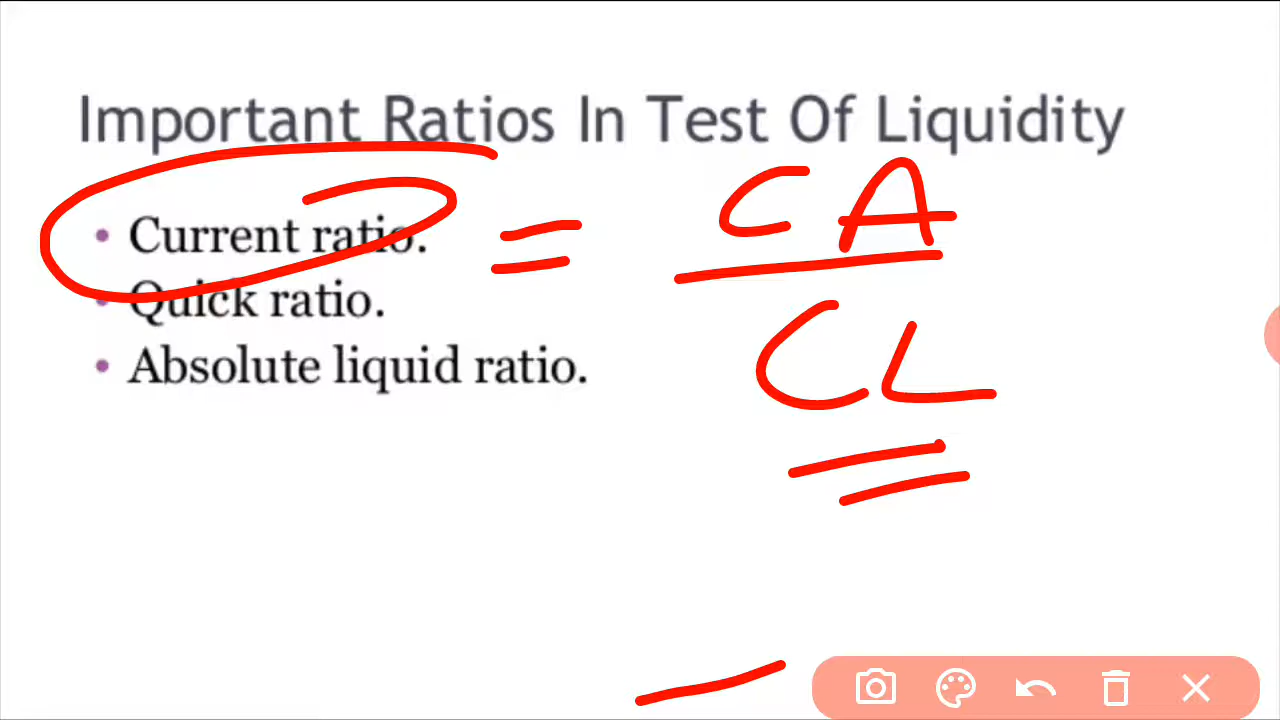 Important Ratios In Test Of Liquidity
• Current ratio. = CA
CL
• Quick ratio.
• Absolute liquid ratio.